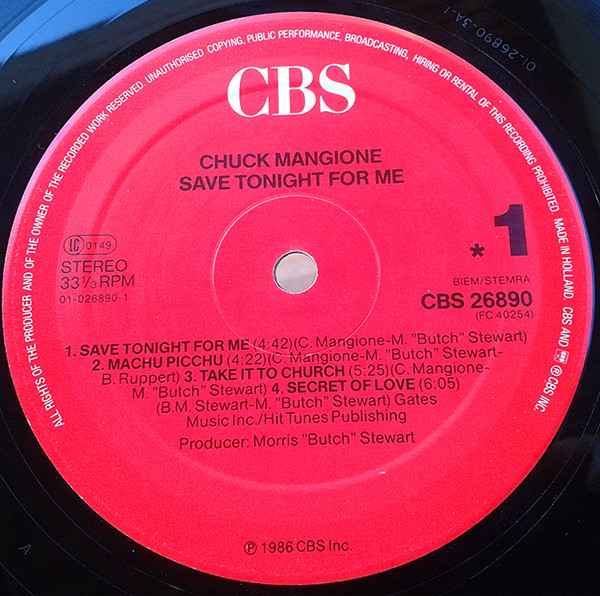 ALL RIGHTS OF THE PRODUCER AND OF THE OWNER OF THE RECORDED WORK RESERVED. UNAUTHORISED COPYING, PUBLIC PERFORMANCE, BROADCASTING, HIRING OR RENTAL OF THIS RECORDING PROHIBITED. MADE IN HOLLAND. CBS AND ℗ CBS INC.
01-26890-3A-1
CBS
CHUCK MANGIONE
SAVE TONIGHT FOR ME
LC 0149
STEREO
33 1/3 RPM
01-026890-1
* 1
BIEM/STEMRA
CBS 26890
(FC 40254)
1. SAVE TONIGHT FOR ME (4:42)(C. Mangione-M. "Butch" Stewart)
2. MACHU PICCHU (4:22)(C. Mangione-M. "Butch" Stewart-
B. Ruppert) 3. TAKE IT TO CHURCH (5:25)(C. Mangione-
M. "Butch" Stewart) 4. SECRET OF LOVE (6:05)
(B.M. Stewart-M. "Butch" Stewart) Gates
Music Inc./Hit Tunes Publishing
Producer: Morris "Butch" Stewart
℗ 1986 CBS Inc.
A